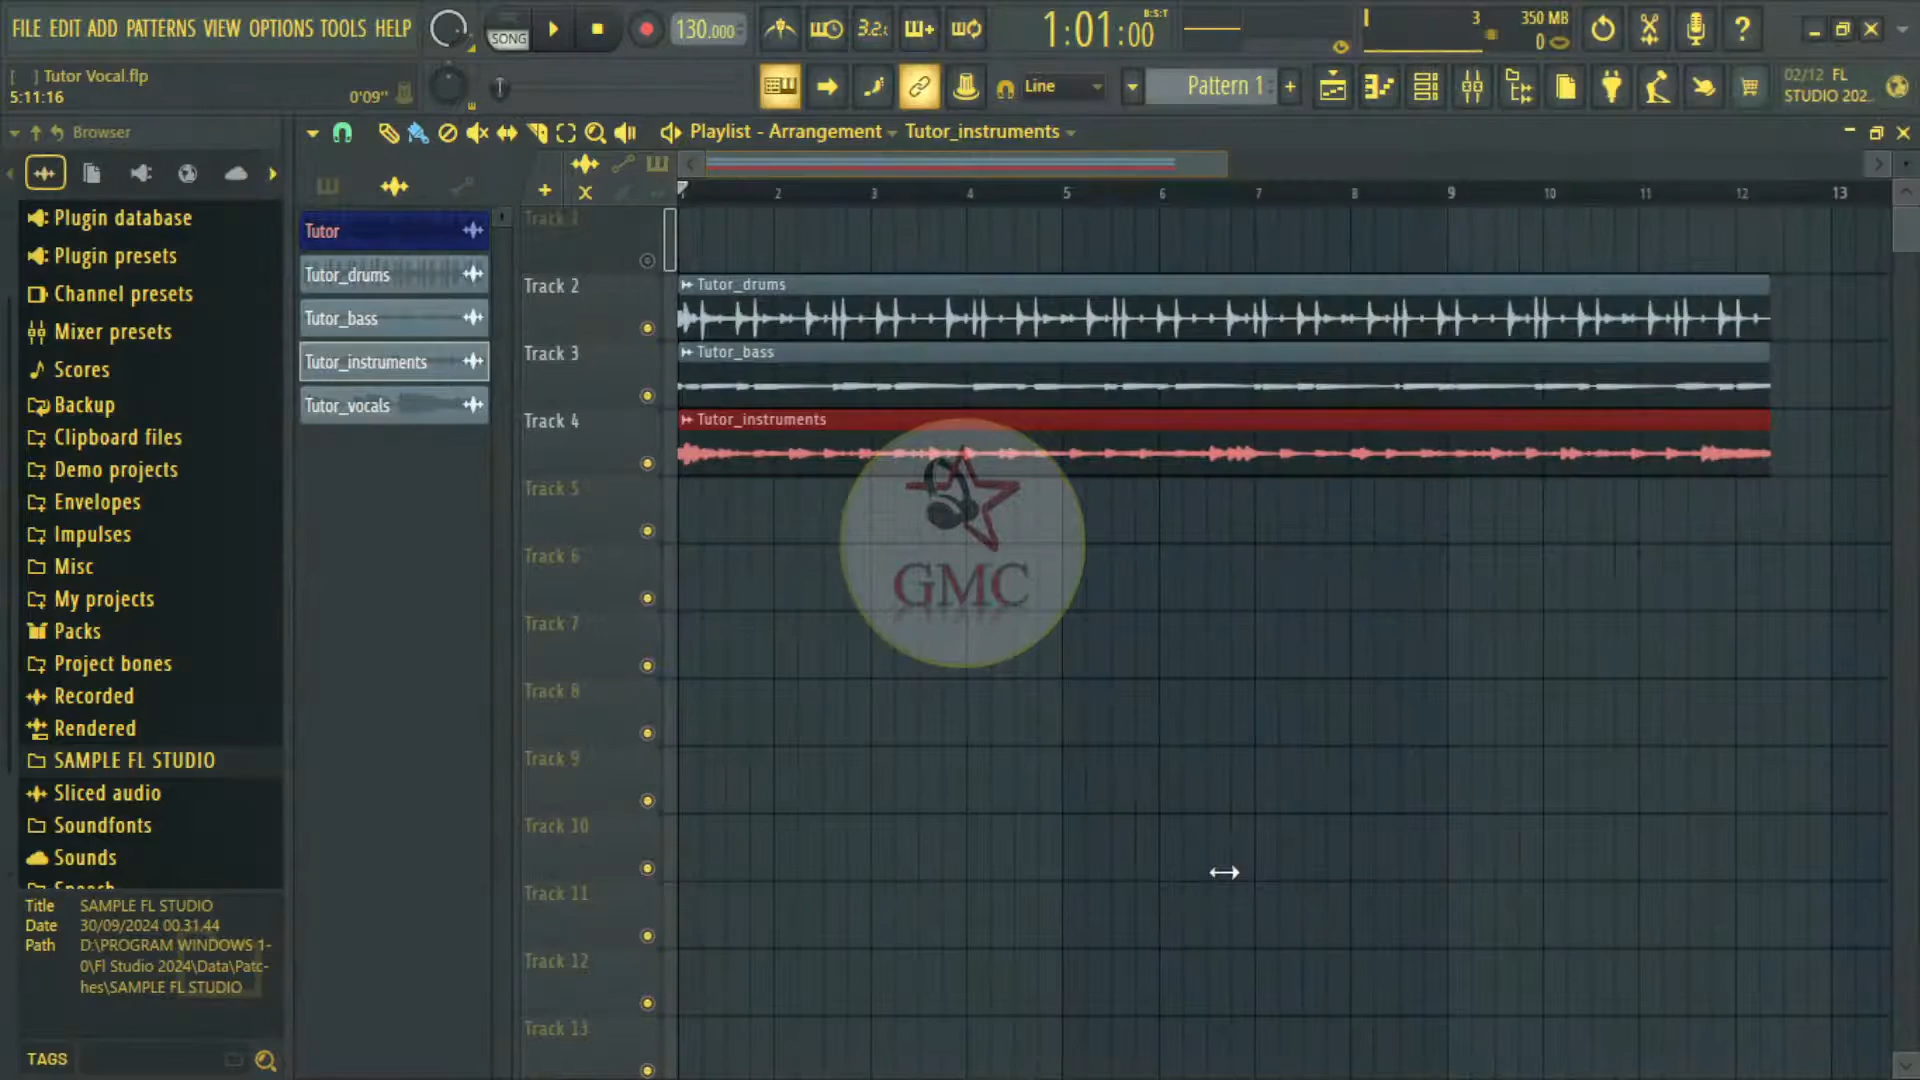 FILE EDIT ADD PATTERNS VIEW OPTIONS TOOLS HELP
SONG
130.000
3.2.
1:01:00
B:S:T
3
350 MB
0
[ ] Tutor Vocal.flp
5:11:16
0'09"
Line
Pattern 1
02/12 FL
STUDIO 202..
Browser
Playlist - Arrangement
Tutor_instruments
Plugin database
Plugin presets
Channel presets
Mixer presets
Scores
Backup
Clipboard files
Demo projects
Envelopes
Impulses
Misc
My projects
Packs
Project bones
Recorded
Rendered
SAMPLE FL STUDIO
Sliced audio
Soundfonts
Sounds
Speech
Title SAMPLE FL STUDIO
Date 30/09/2024 00.31.44
Path D:\PROGRAM WINDOWS 1-
0\Fl Studio 2024\Data\Patc-
hes\SAMPLE FL STUDIO
TAGS
Tutor
Tutor_drums
Tutor_bass
Tutor_instruments
Tutor_vocals
2 3 4 5 6 7 8 9 10 11 12 13
Track 1
Track 2
Tutor_drums
Track 3
Tutor_bass
Track 4
Tutor_instruments
Track 5
Track 6
Track 7
Track 8
Track 9
Track 10
Track 11
Track 12
Track 13
GMC